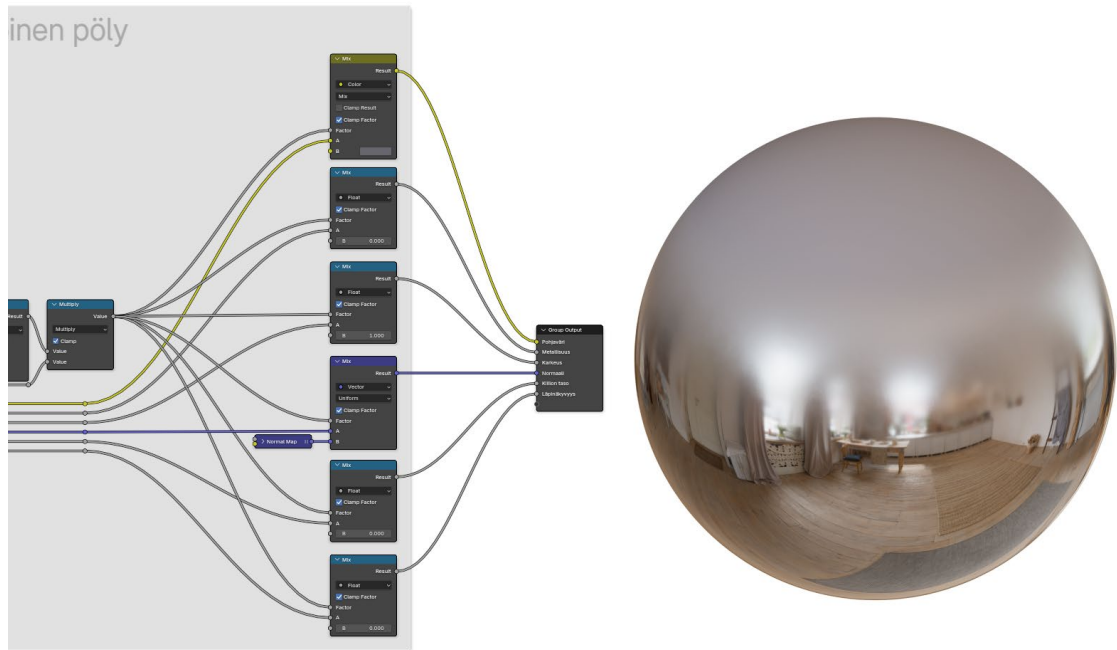 inen pöly
Mix
Result
Color
Mix
Clamp Result
Clamp Factor
Factor
A
B
Mix
Result
Float
Clamp Factor
Factor
A
B 0.000
Mix
Result
Float
Clamp Factor
Factor
A
B 1.000
Result
Multiply
Value
Multiply
Clamp
Value
Value
Mix
Result
Vector
Uniform
Clamp Factor
Factor
A
B
Normal Map
Mix
Result
Float
Clamp Factor
Factor
A
B 0.000
Mix
Result
Float
Clamp Factor
Factor
A
B 0.000
Group Output
Pohjaväri
Metallisuus
Karkeus
Normaali
Kiillon taso
Läpinäkyvyys